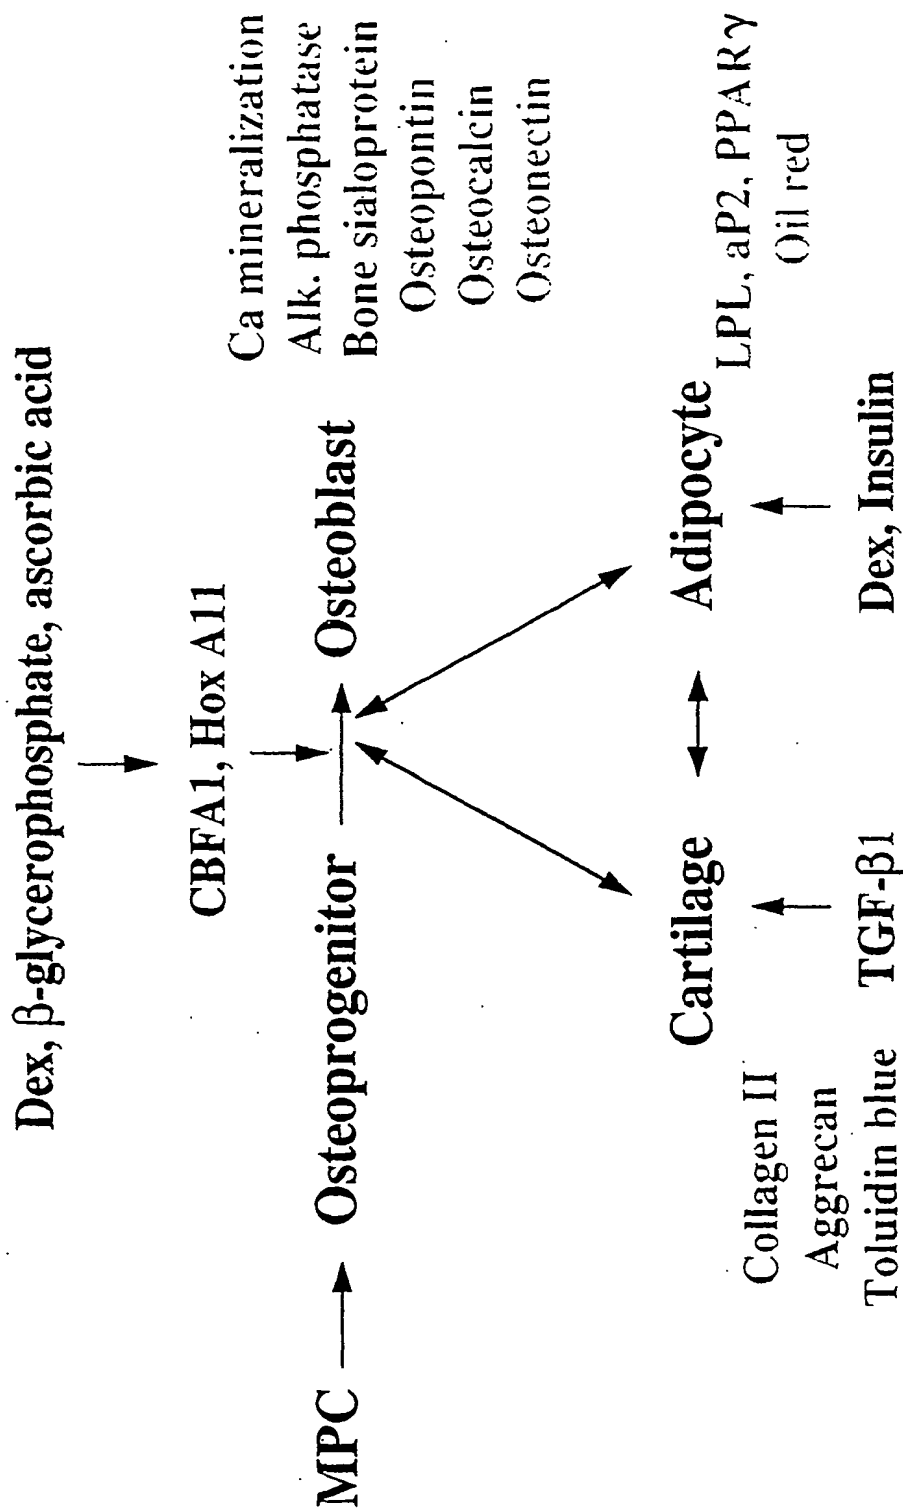 Dex, β-glycerophosphate, ascorbic acid
CBFA1, Hox A11
MPC
Osteoprogenitor
Osteoblast
Ca mineralization
Alk. phosphatase
Bone sialoprotein
Osteopontin
Osteocalcin
Osteonectin
Cartilage
Adipocyte
Collagen II
Aggrecan
Toluidin blue
TGF-β1
LPL, aP2, PPARγ
Oil red
Dex, Insulin